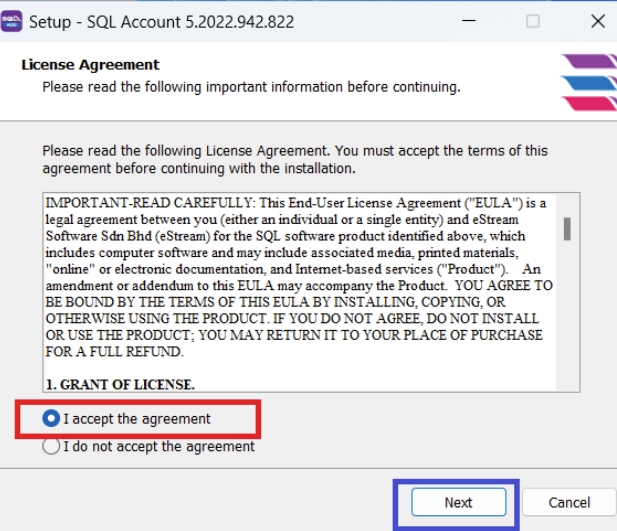 Setup - SQL Account 5.2022.942.822
License Agreement
Please read the following important information before continuing.
Please read the following License Agreement. You must accept the terms of this
agreement before continuing with the installation.
IMPORTANT-READ CAREFULLY: This End-User License Agreement ("EULA") is a
legal agreement between you (either an individual or a single entity) and eStream
Software Sdn Bhd (eStream) for the SQL software product identified above, which
includes computer software and may include associated media, printed materials,
"online" or electronic documentation, and Internet-based services ("Product"). An
amendment or addendum to this EULA may accompany the Product. YOU AGREE TO
BE BOUND BY THE TERMS OF THIS EULA BY INSTALLING, COPYING, OR
OTHERWISE USING THE PRODUCT. IF YOU DO NOT AGREE, DO NOT INSTALL
OR USE THE PRODUCT; YOU MAY RETURN IT TO YOUR PLACE OF PURCHASE
FOR A FULL REFUND.
1. GRANT OF LICENSE.
I accept the agreement
I do not accept the agreement
Next
Cancel